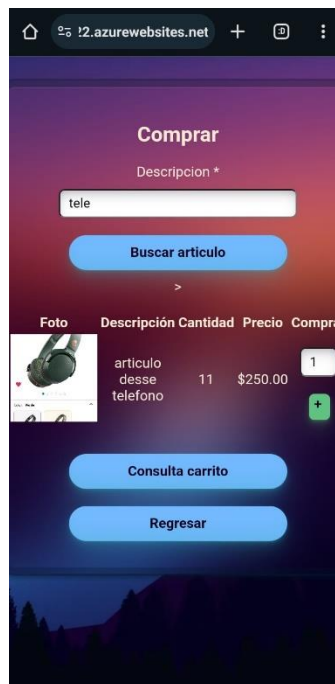 22.azurewebsites.net
:D
Comprar
Descripcion *
tele
Buscar articulo
>
Foto Descripción Cantidad Precio Compra
articulo desse telefono 11 $250.00 1
+
Consulta carrito
Regresar